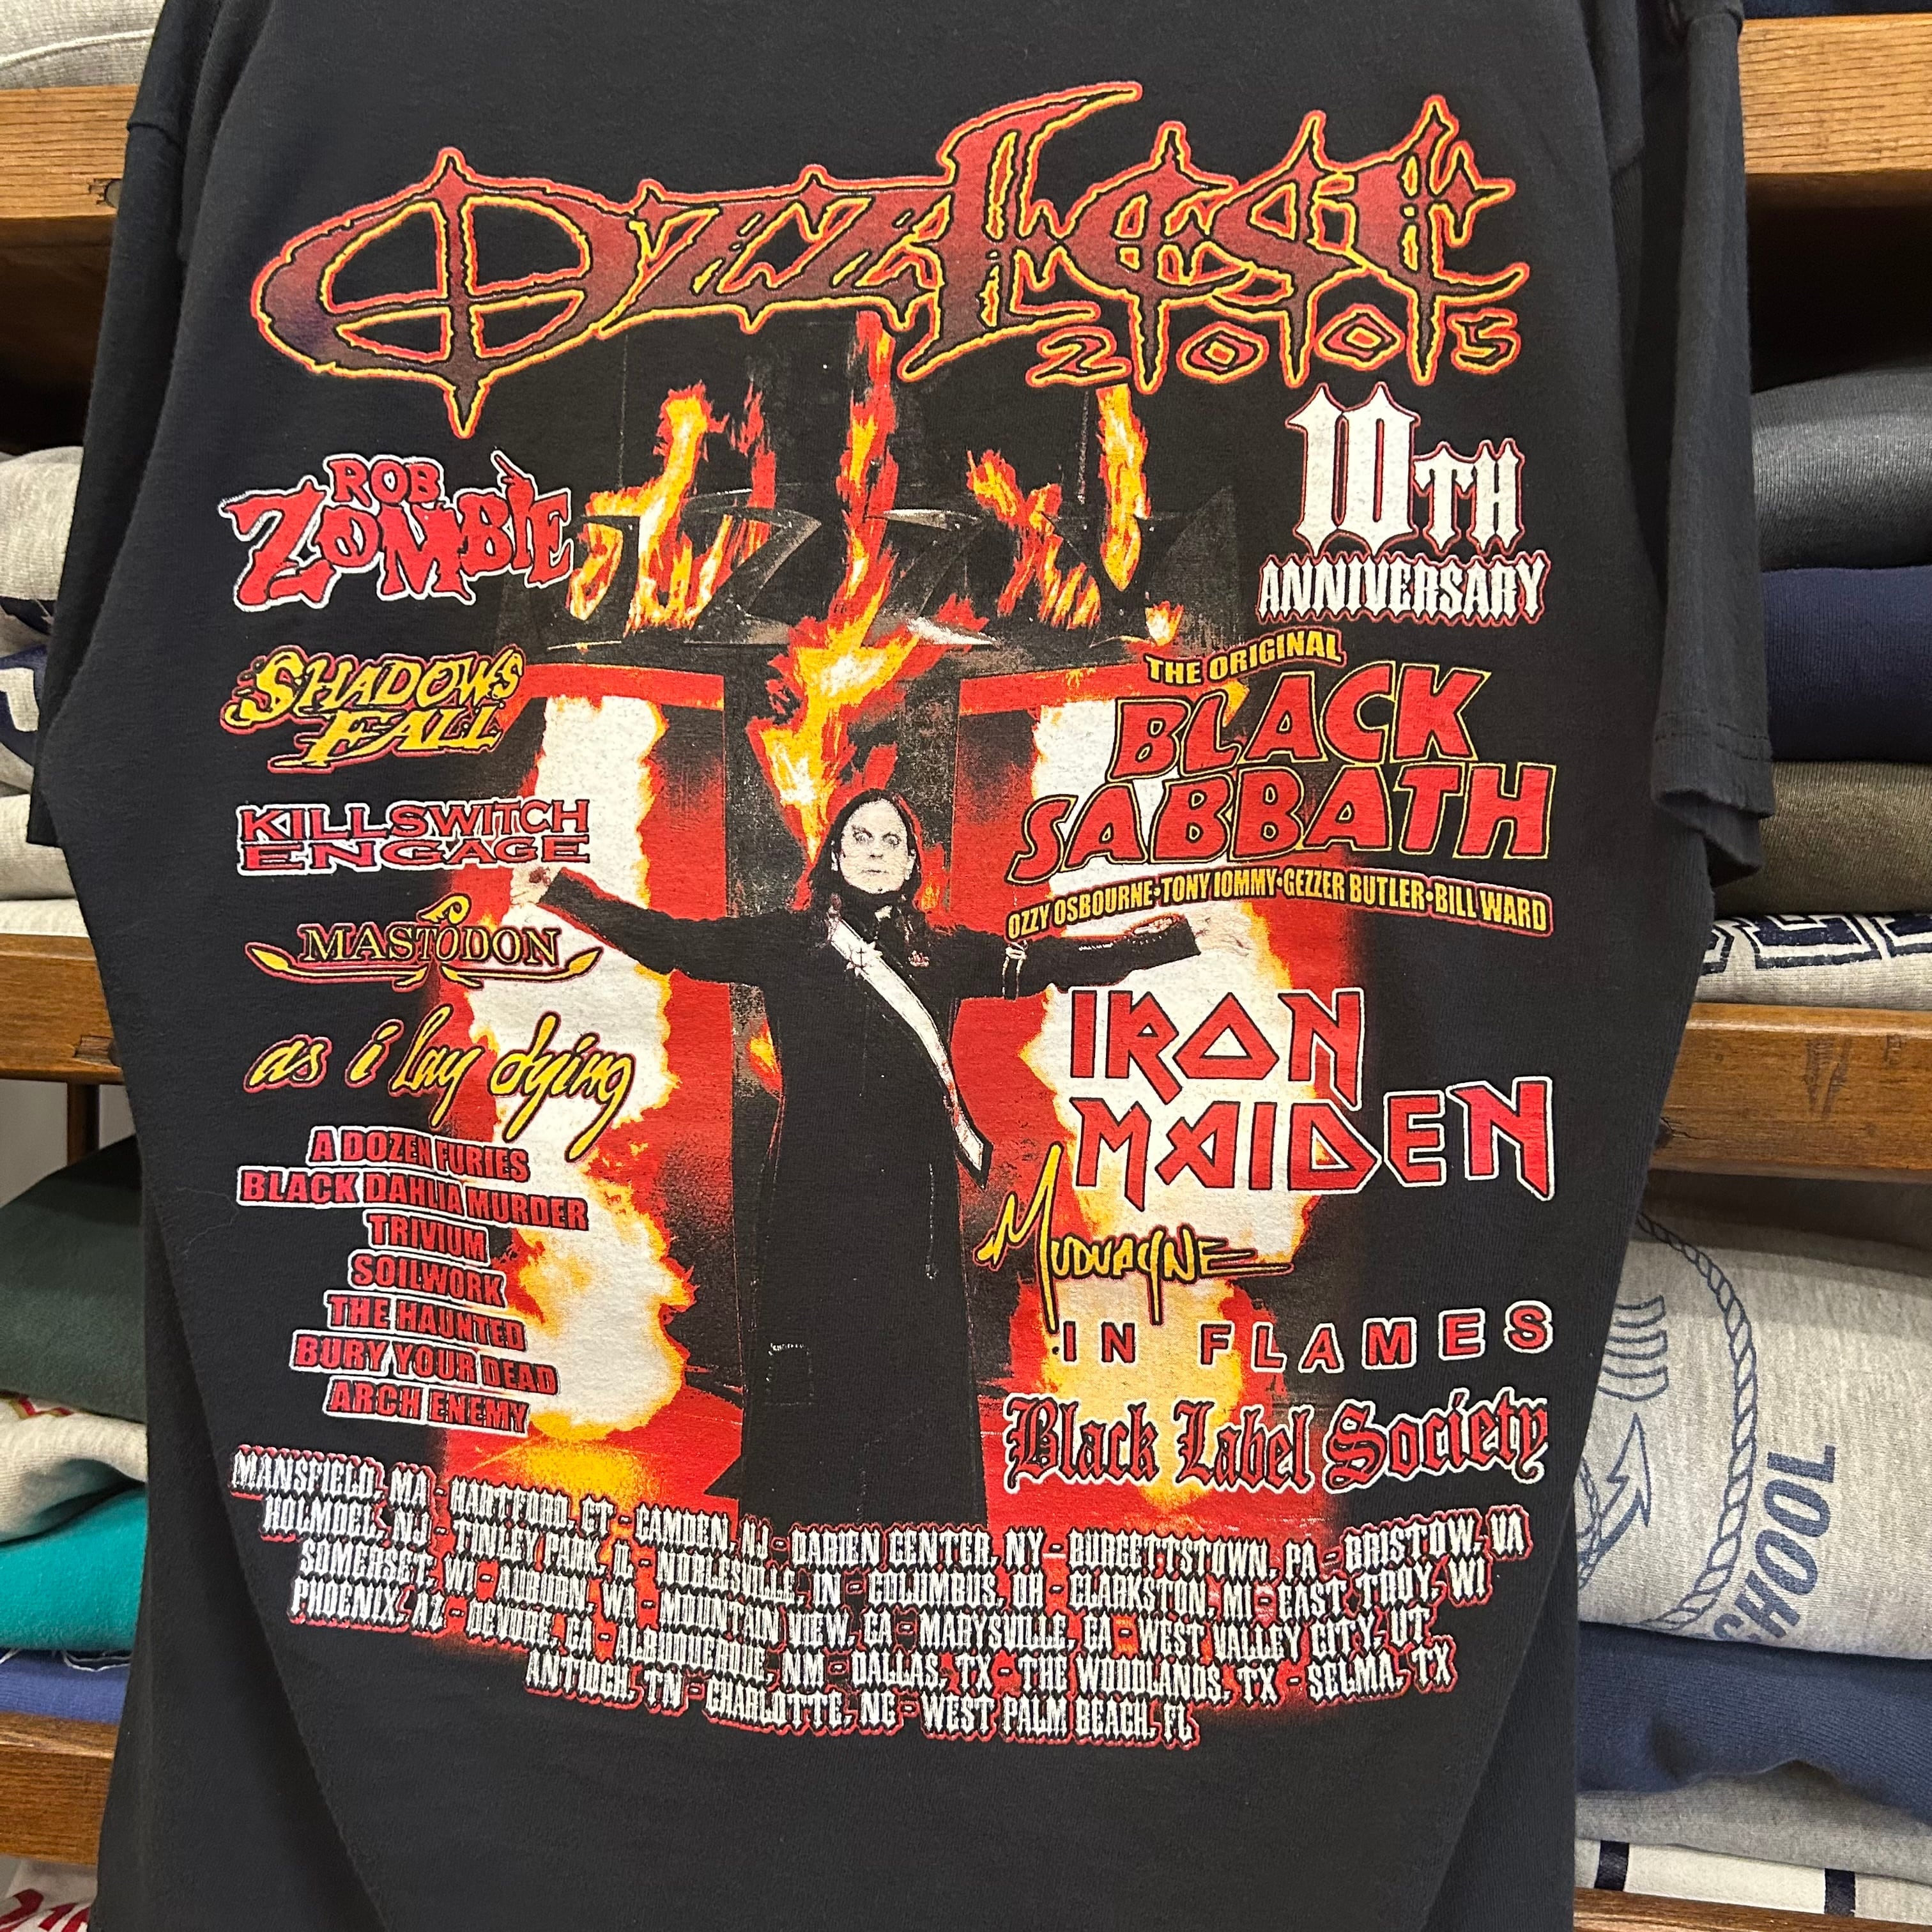 Ozzfest
2005
10TH
ANNIVERSARY
ROB
ZOMBIE
SHADOWS
FALL
KILLSWITCH
ENGAGE
MASTODON
as i lay dying
A DOZEN FURIES
BLACK DAHLIA MURDER
TRIVIUM
SOILWORK
THE HAUNTED
BURY YOUR DEAD
ARCH ENEMY
THE ORIGINAL
BLACK
SABBATH
OZZY OSBOURNE•TONY IOMMY•GEZZER BUTLER•BILL WARD
IRON
MAIDEN
MUDVAYNE
IN FLAMES
Black Label Society
MANSFIELD, MA - HARTFORD, CT - CAMDEN, NJ - DARIEN CENTER, NY - BURGETTSTOWN, PA - BRISTOW, VA
HOLMDEL, NJ - TINLEY PARK, IL - NOBLESVILLE, IN - COLUMBUS, OH - CLARKSTON, MI - EAST TROY, WI
SOMERSET, WI - AUBURN, WA - MOUNTAIN VIEW, CA - MARYSVILLE, CA - WEST VALLEY CITY, UT
PHOENIX, AZ - DEVORE, CA - ALBUQUERQUE, NM - DALLAS, TX - THE WOODLANDS, TX - SELMA, TX
ANTIOCH, TN - CHARLOTTE, NC - WEST PALM BEACH, FL
CHOOL